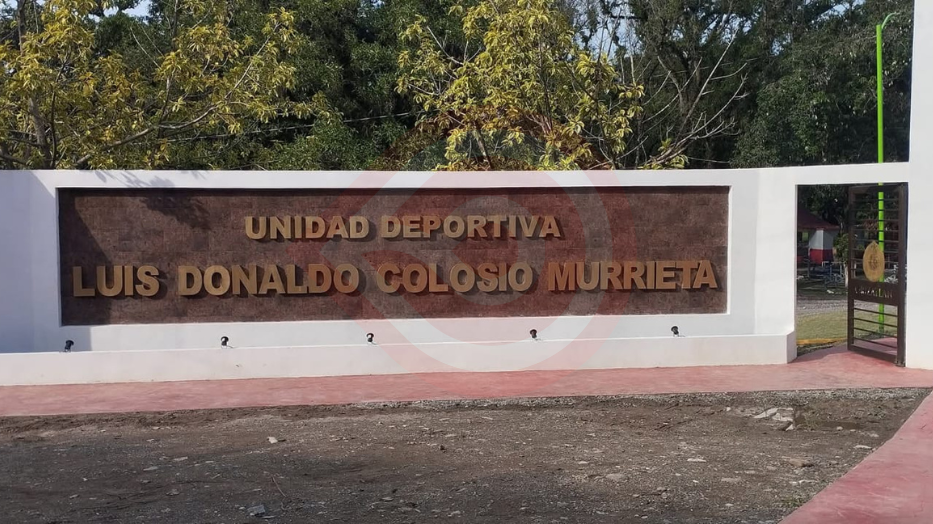 UNIDAD DEPORTIVA
LUIS DONALDO COLOSIO MURRIETA